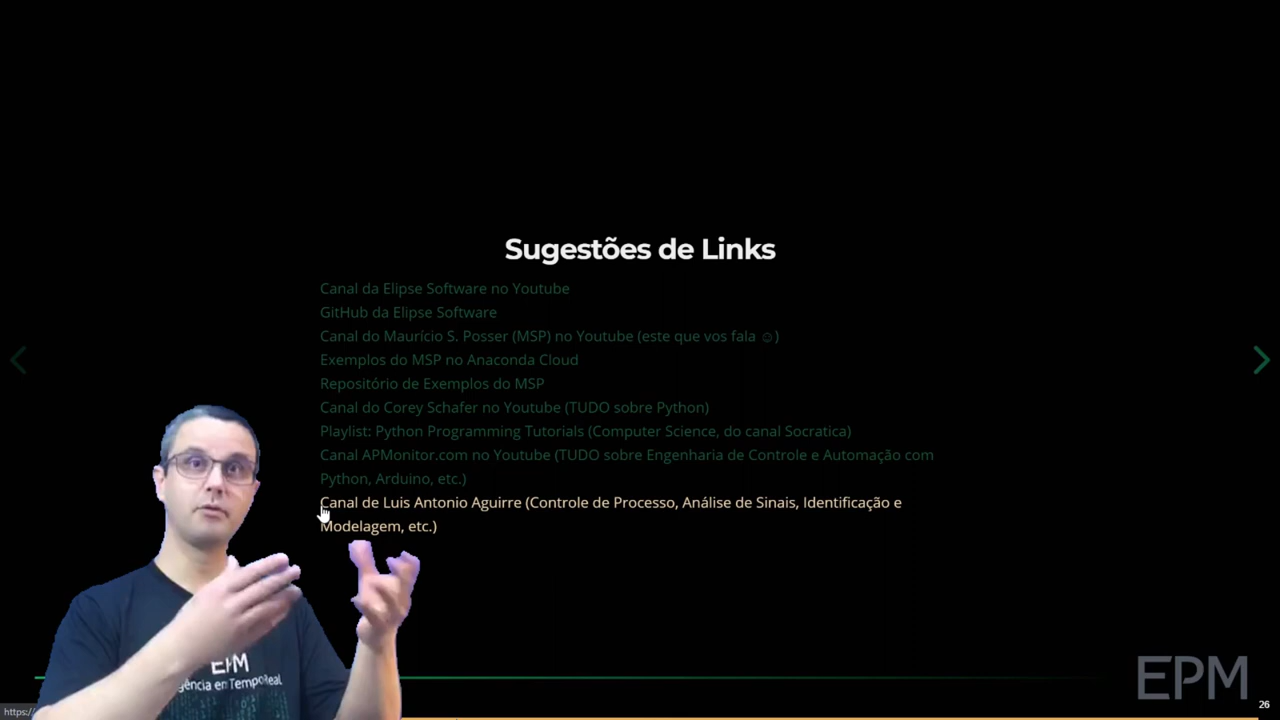 Sugestões de Links
Canal da Elipse Software no Youtube
GitHub da Elipse Software
Canal do Maurício S. Posser (MSP) no Youtube (este que vos fala ☺)
Exemplos do MSP no Anaconda Cloud
Repositório de Exemplos do MSP
Canal do Corey Schafer no Youtube (TUDO sobre Python)
Playlist: Python Programming Tutorials (Computer Science, do canal Socratica)
Canal APMonitor.com no Youtube (TUDO sobre Engenharia de Controle e Automação com
Python, Arduino, etc.)
Canal de Luis Antonio Aguirre (Controle de Processo, Análise de Sinais, Identificação e
Modelagem, etc.)
EPM
gência em TempoReal
EPM
26
https:/